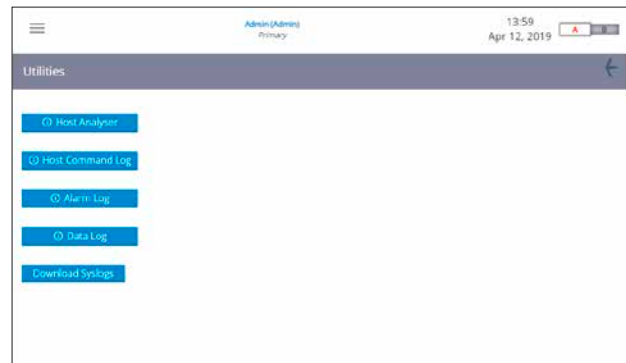 Admin (Admin)
Primary
13:59
Apr 12, 2019
A
Utilities
Host Analyser
Host Command Log
Alarm Log
Data Log
Download Syslogs